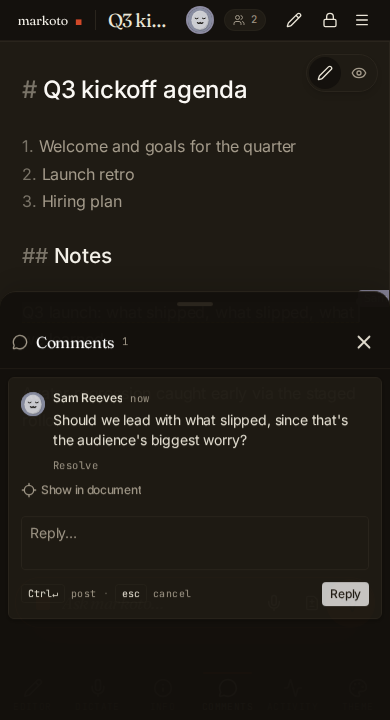 markoto
Q3 ki...
2
# Q3 kickoff agenda
1. Welcome and goals for the quarter
2. Launch retro
3. Hiring plan
## Notes
Comments 1
Sam Reeves now
Should we lead with what slipped, since that's
the audience's biggest worry?
Resolve
Show in document
Reply...
Ctrl↵ post · esc cancel
Reply